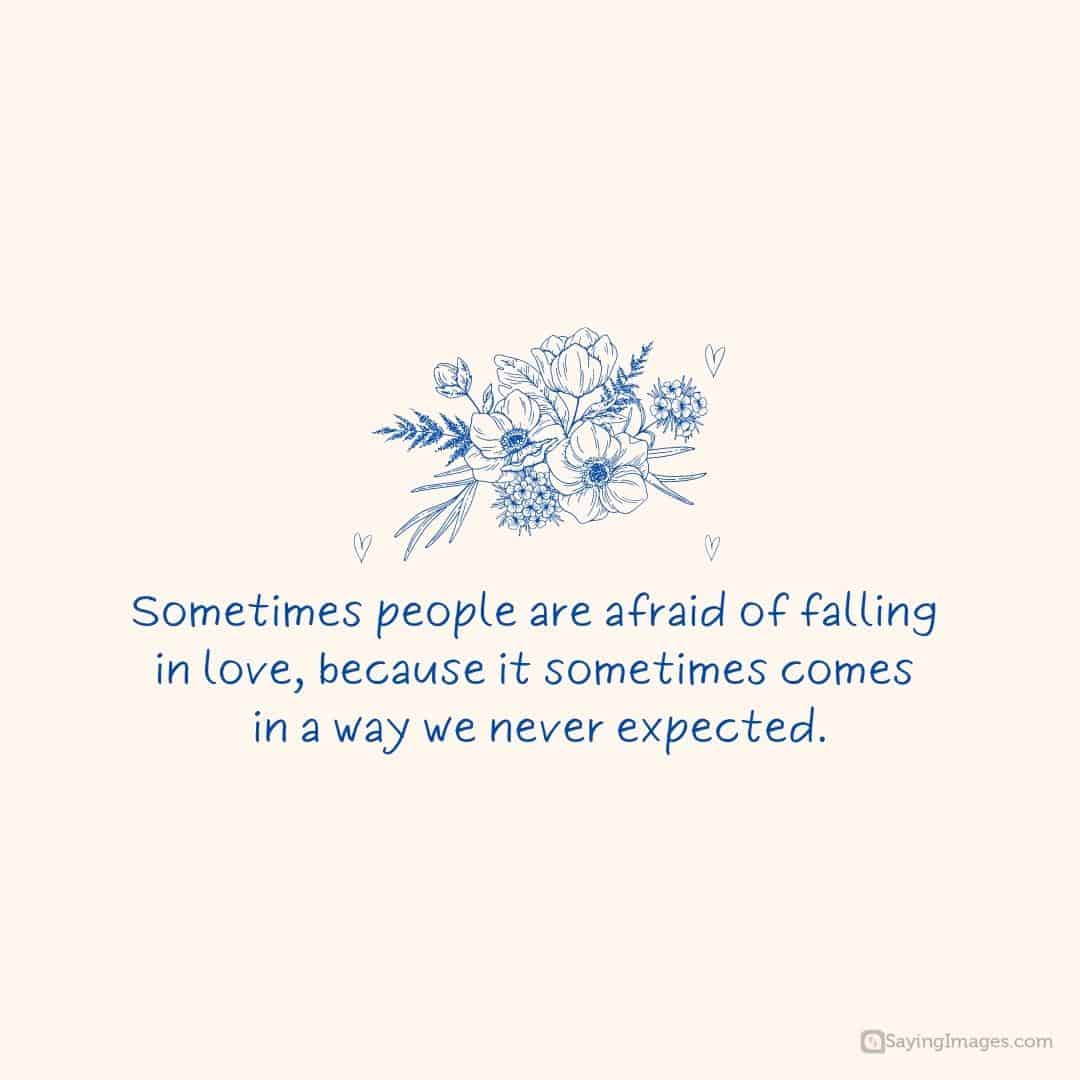 Sometimes people are afraid of falling
in love, because it sometimes comes
in a way we never expected.
SayingImages.com